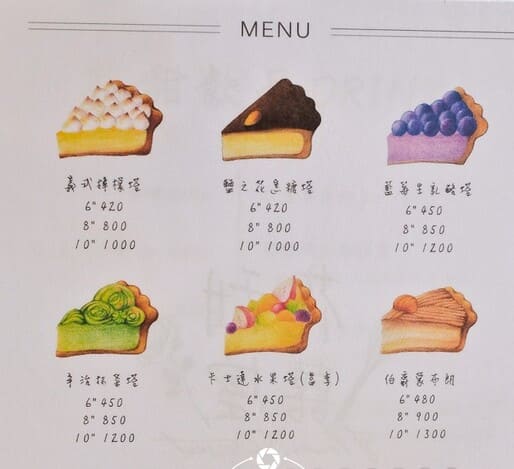 MENU
義式檸檬塔
6" 420
8" 800
10" 1000
鹽之花焦糖塔
6" 420
8" 800
10" 1000
藍莓生乳酪塔
6" 450
8" 850
10" 1200
宇治抹茶塔
6" 450
8" 850
10" 1200
卡士達水果塔(當季)
6" 450
8" 850
10" 1200
伯爵蒙布朗
6" 480
8" 900
10" 1300